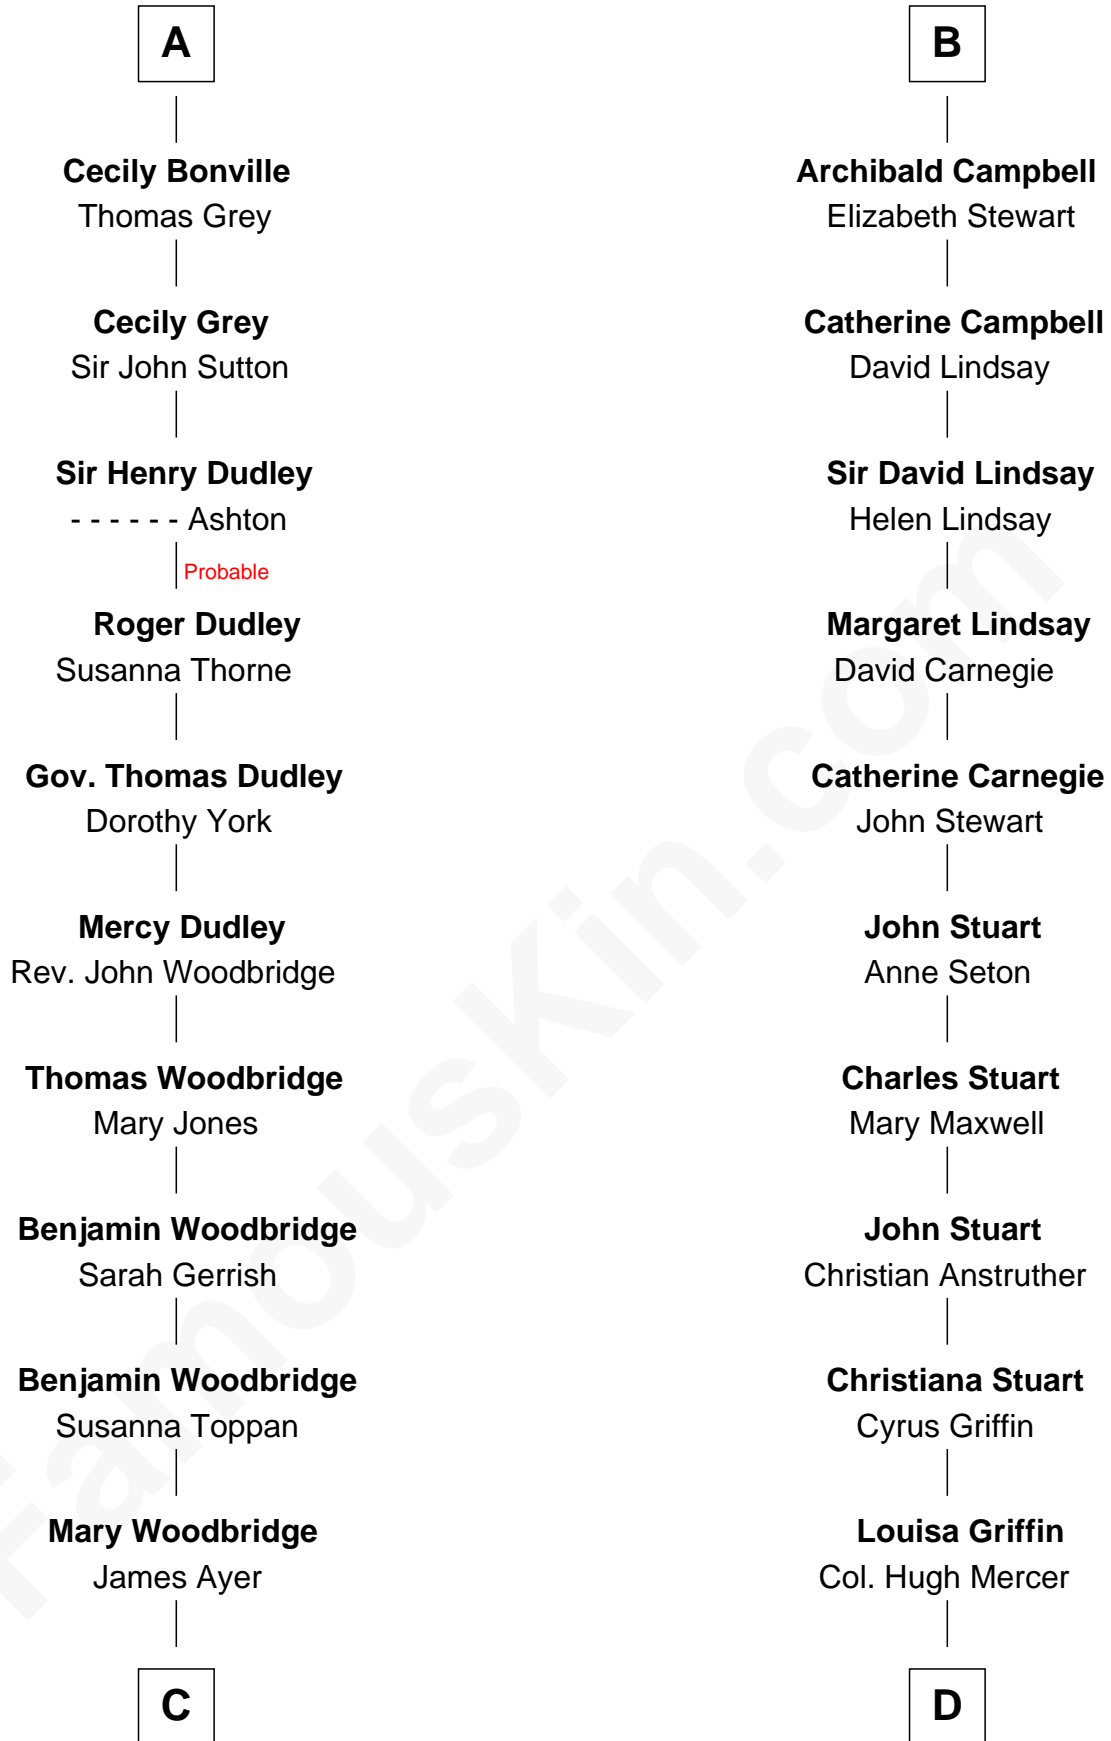 A
Cecily Bonville
Thomas Grey
Cecily Grey
Sir John Sutton
Sir Henry Dudley
- - - - - - Ashton
Probable
Roger Dudley
Susanna Thorne
Gov. Thomas Dudley
Dorothy York
Mercy Dudley
Rev. John Woodbridge
Thomas Woodbridge
Mary Jones
Benjamin Woodbridge
Sarah Gerrish
Benjamin Woodbridge
Susanna Toppan
Mary Woodbridge
James Ayer
C
B
Archibald Campbell
Elizabeth Stewart
Catherine Campbell
David Lindsay
Sir David Lindsay
Helen Lindsay
Margaret Lindsay
David Carnegie
Catherine Carnegie
John Stewart
John Stuart
Anne Seton
Charles Stuart
Mary Maxwell
John Stuart
Christian Anstruther
Christiana Stuart
Cyrus Griffin
Louisa Griffin
Col. Hugh Mercer
D
FamousKin.com